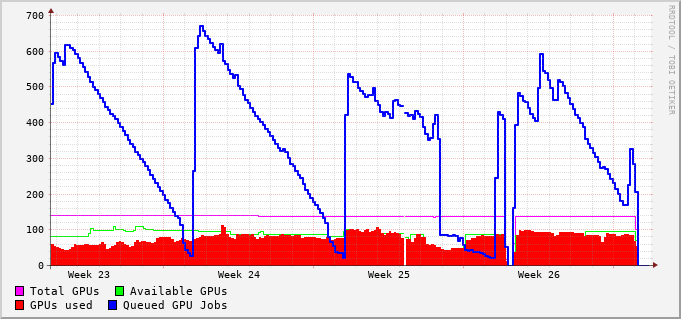 700
600
500
400
300
200
100
0
Week 23 Week 24 Week 25 Week 26
Total GPUs Available GPUs
GPUs used Queued GPU Jobs
RRDTOOL / TOBI OETIKER